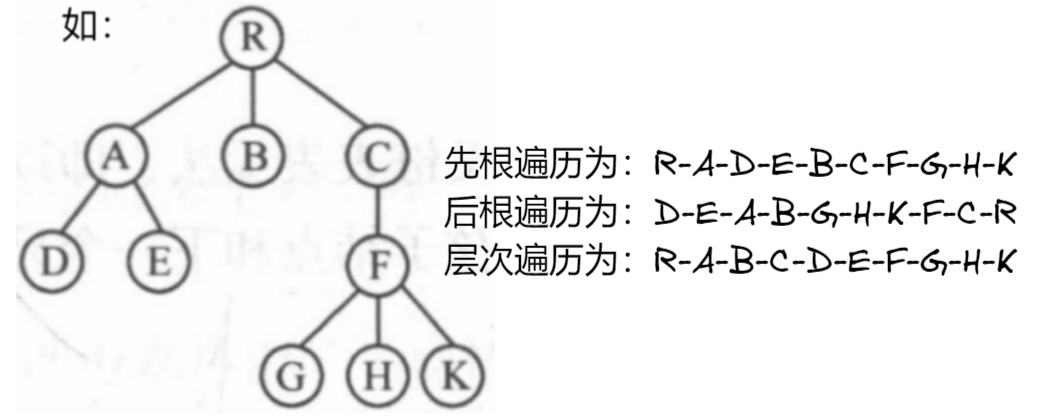 如：
R
A B C
D E F
G H K
先根遍历为：R-A-D-E-B-C-F-G-H-K
后根遍历为：D-E-A-B-G-H-K-F-C-R
层次遍历为：R-A-B-C-D-E-F-G-H-K